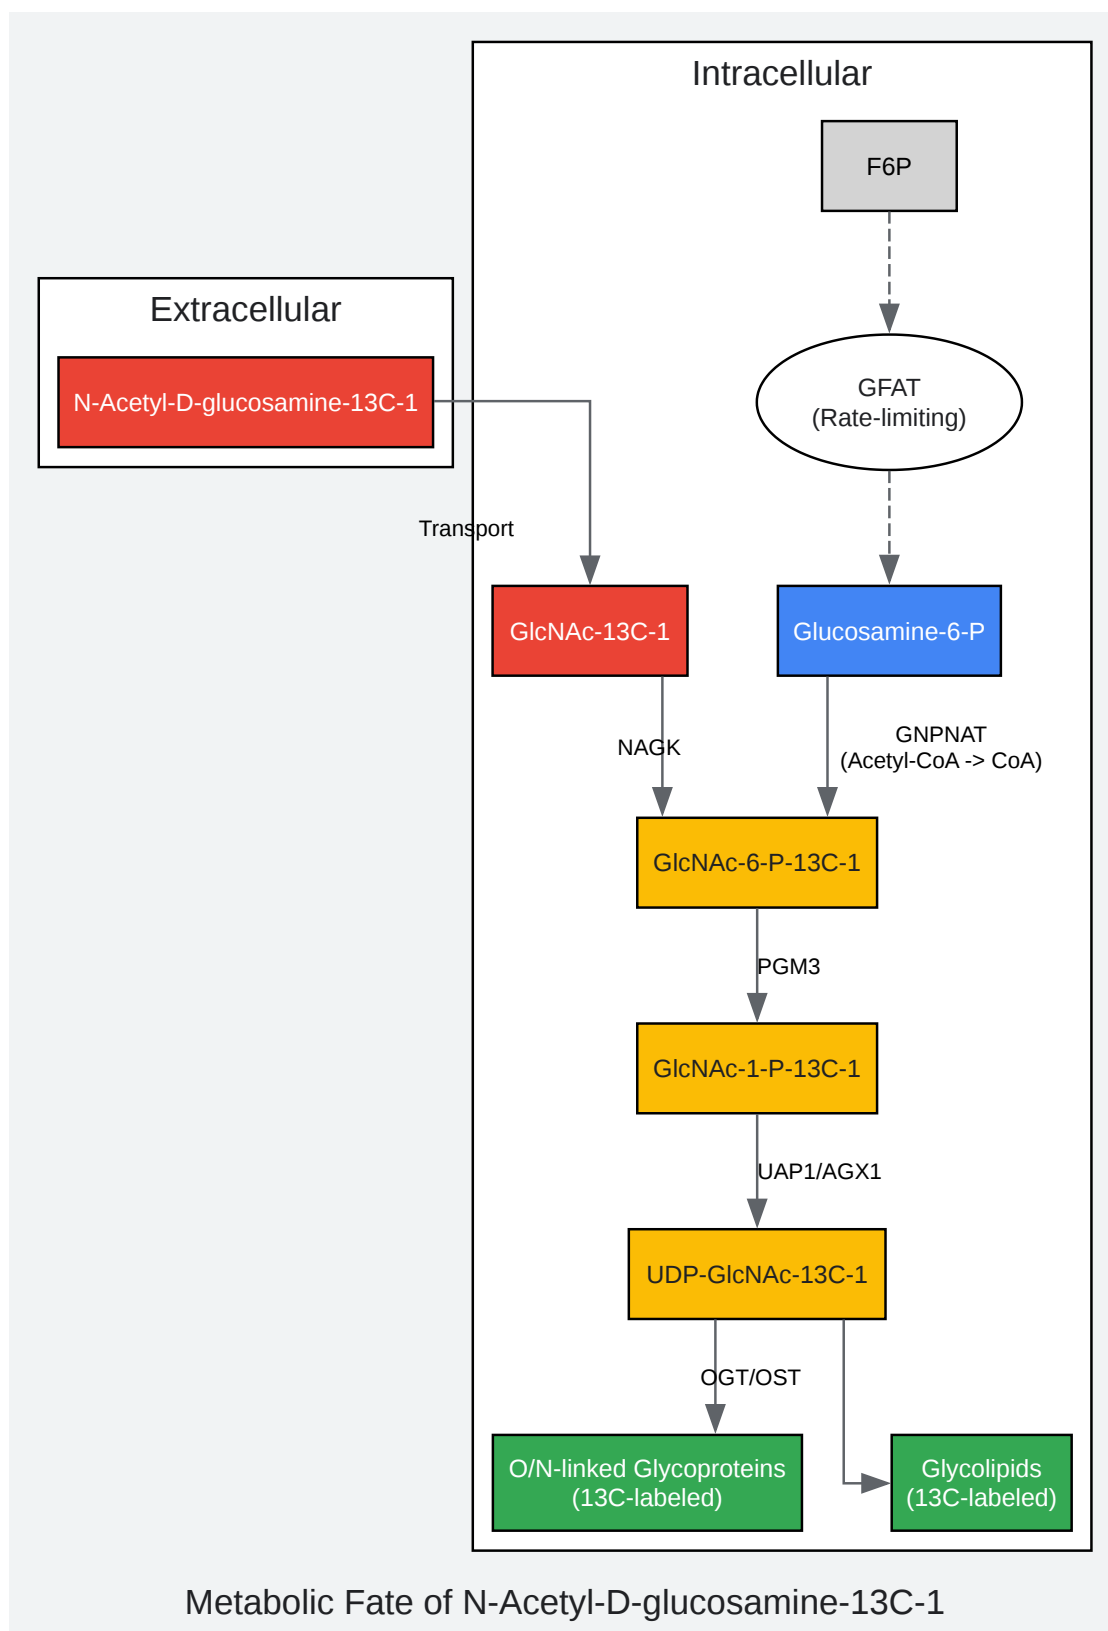 Intracellular
F6P
Extracellular
N-Acetyl-D-glucosamine-13C-1
GFAT
(Rate-limiting)
Transport
GlcNAc-13C-1
Glucosamine-6-P
NAGK
GNPNAT
(Acetyl-CoA -> CoA)
GlcNAc-6-P-13C-1
PGM3
GlcNAc-1-P-13C-1
UAP1/AGX1
UDP-GlcNAc-13C-1
OGT/OST
O/N-linked Glycoproteins
(13C-labeled)
Glycolipids
(13C-labeled)
Metabolic Fate of N-Acetyl-D-glucosamine-13C-1